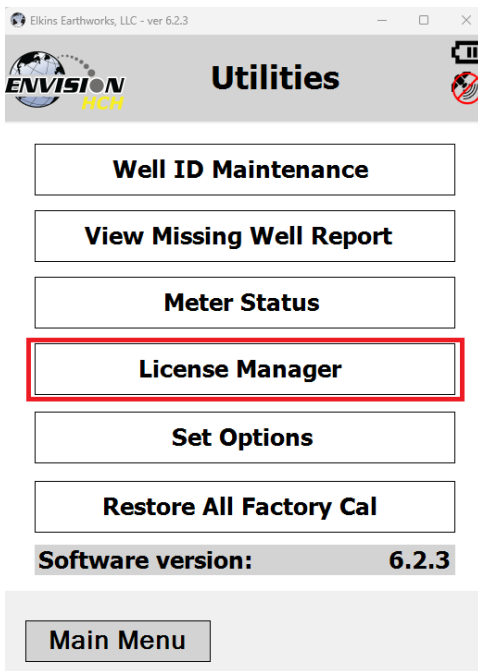 Elkins Earthworks, LLC - ver 6.2.3
ENVISION
HCH
Utilities
Well ID Maintenance
View Missing Well Report
Meter Status
License Manager
Set Options
Restore All Factory Cal
Software version: 6.2.3
Main Menu